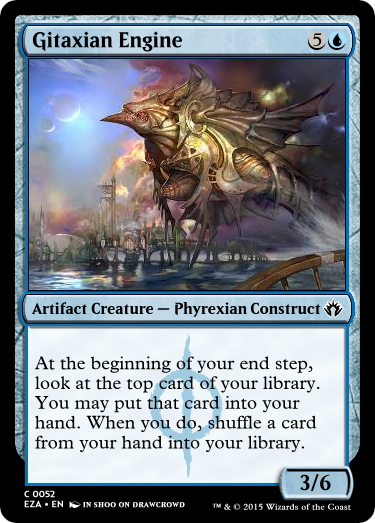 Gitaxian Engine 5
Artifact Creature — Phyrexian Construct
At the beginning of your end step,
look at the top card of your library.
You may put that card into your
hand. When you do, shuffle a card
from your hand into your library.
3/6
C 0052
EZA • EN IN SHOO ON DRAWCROWD
™ & © 2015 Wizards of the Coast